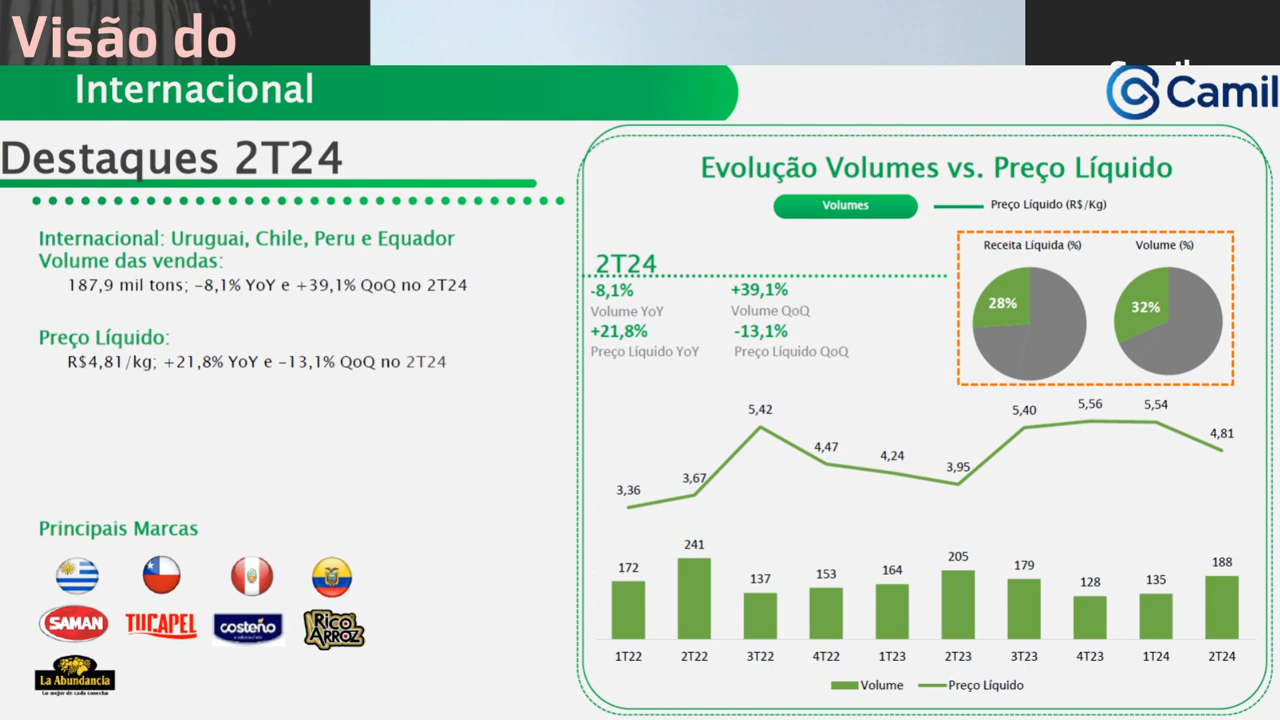 Visão do
Internacional
Camil
Destaques 2T24
Internacional: Uruguai, Chile, Peru e Equador
Volume das vendas:
187,9 mil tons; -8,1% YoY e +39,1% QoQ no 2T24
Preço Líquido:
R$4,81/kg; +21,8% YoY e -13,1% QoQ no 2T24
Principais Marcas
SAMAN
TUCAPEL
costeño
RICO ARROZ
La Abundancia
Lo mejor de cada cosecha
Evolução Volumes vs. Preço Líquido
Volumes
Preço Líquido (R$/Kg)
2T24
-8,1%
+39,1%
Volume YoY
Volume QoQ
+21,8%
-13,1%
Preço Líquido YoY
Preço Líquido QoQ
Receita Líquida (%)
Volume (%)
28%
32%
3,36 3,67 5,42 4,47 4,24 3,95 5,40 5,56 5,54 4,81
172 241 137 153 164 205 179 128 135 188
1T22 2T22 3T22 4T22 1T23 2T23 3T23 4T23 1T24 2T24
Volume
Preço Líquido